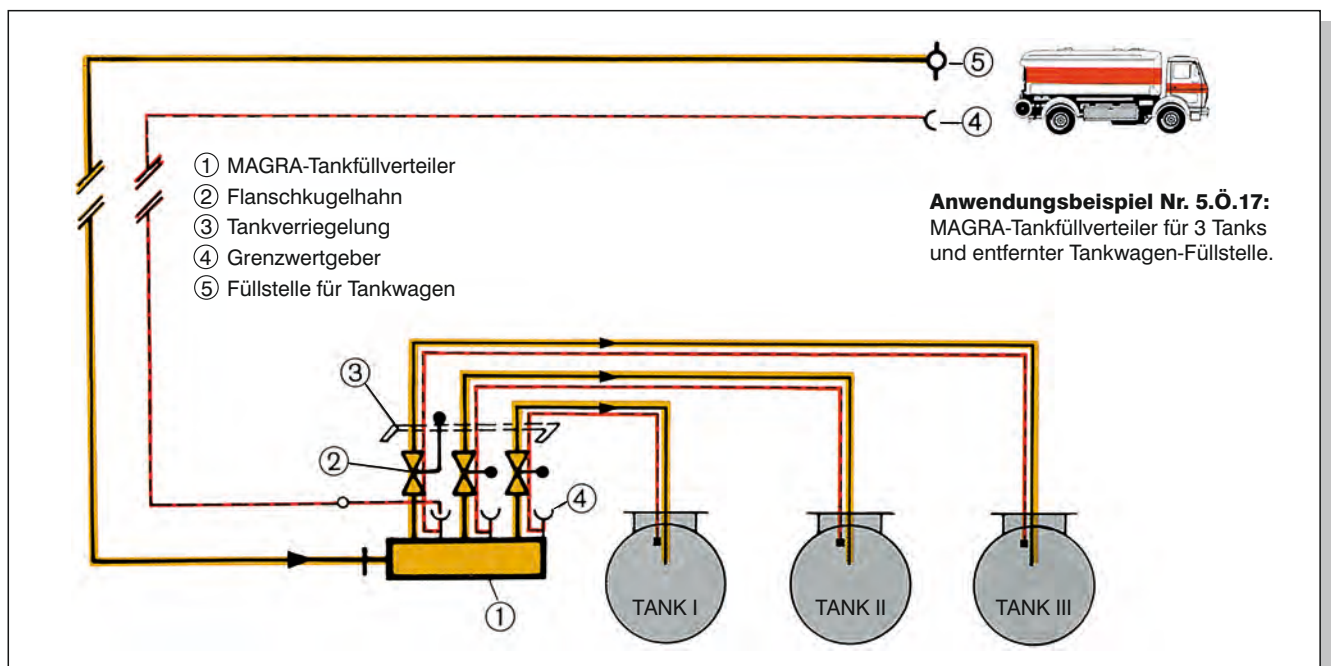 ⑤
④
① MAGRA-Tankfüllverteiler
② Flanschkugelhahn
③ Tankverriegelung
④ Grenzwertgeber
⑤ Füllstelle für Tankwagen
Anwendungsbeispiel Nr. 5.Ö.17:
MAGRA-Tankfüllverteiler für 3 Tanks
und entfernter Tankwagen-Füllstelle.
③
②
④
①
TANK I
TANK II
TANK III